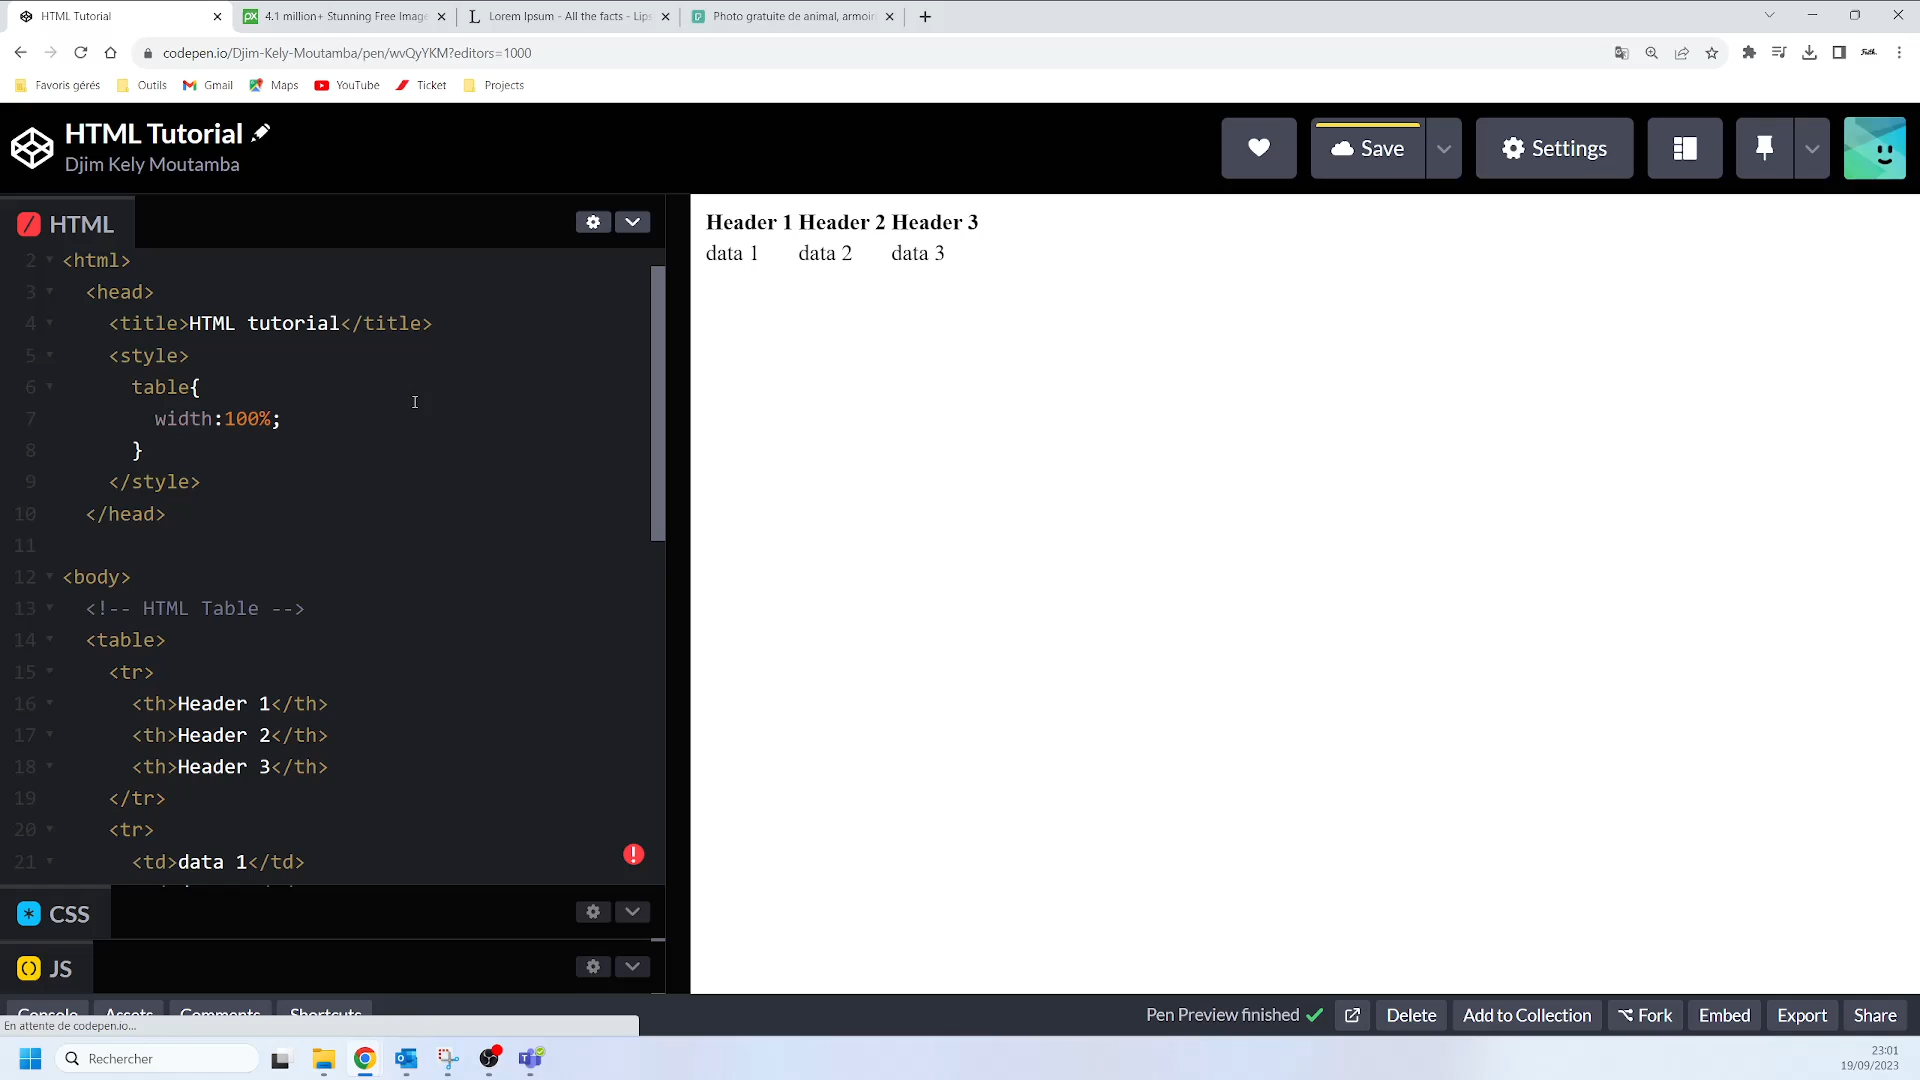 HTML Tutorial
4.1 million+ Stunning Free Image
Lorem Ipsum - All the facts - Lips
Photo gratuite de animal, armoir
codepen.io/Djim-Kely-Moutamba/pen/wvQyYKM?editors=1000
Favoris gérés
Outils
Gmail
Maps
YouTube
Ticket
Projects
HTML Tutorial
Djim Kely Moutamba
Save
Settings
HTML
2 <html>
3 <head>
4 <title>HTML tutorial</title>
5 <style>
6 table{
7 width:100%;
8 }
9 </style>
10 </head>
11
12 <body>
13 <!-- HTML Table -->
14 <table>
15 <tr>
16 <th>Header 1</th>
17 <th>Header 2</th>
18 <th>Header 3</th>
19 </tr>
20 <tr>
21 <td>data 1</td>
Header 1 Header 2 Header 3
data 1 data 2 data 3
CSS
JS
Console Assets Comments Shortcuts
Pen Preview finished
Delete
Add to Collection
Fork
Embed
Export
Share
En attente de codepen.io...
Rechercher
23:01
19/09/2023